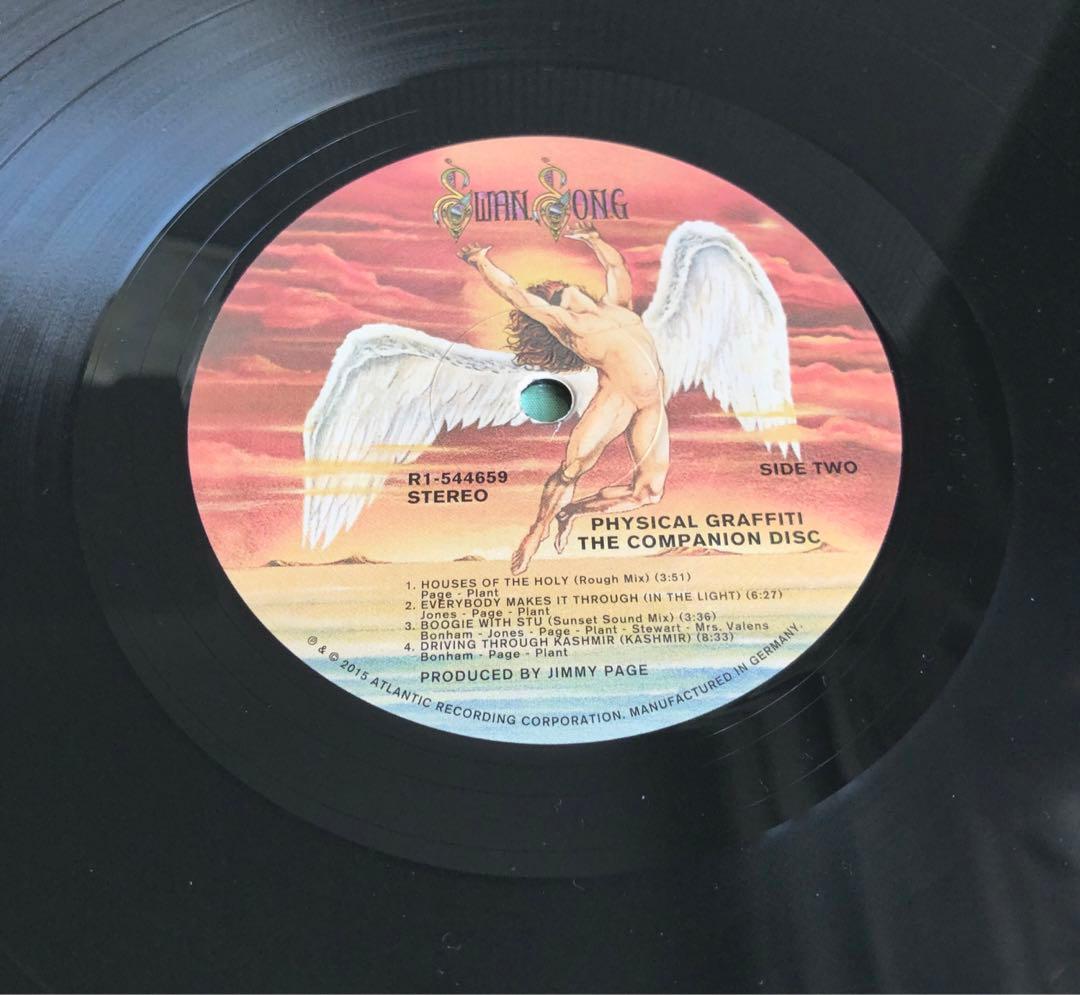 SWAN SONG
R1-544659
STEREO
SIDE TWO
PHYSICAL GRAFFITI
THE COMPANION DISC
1. HOUSES OF THE HOLY (Rough Mix) (3:51)
Page - Plant
2. EVERYBODY MAKES IT THROUGH (IN THE LIGHT) (6:27)
Jones - Page - Plant
3. BOOGIE WITH STU (Sunset Sound Mix) (3:36)
Bonham - Jones - Page - Plant - Stewart - Mrs. Valens
4. DRIVING THROUGH KASHMIR (KASHMIR) (8:33)
Bonham - Page - Plant
PRODUCED BY JIMMY PAGE
℗ & © 2015 ATLANTIC RECORDING CORPORATION. MANUFACTURED IN GERMANY.